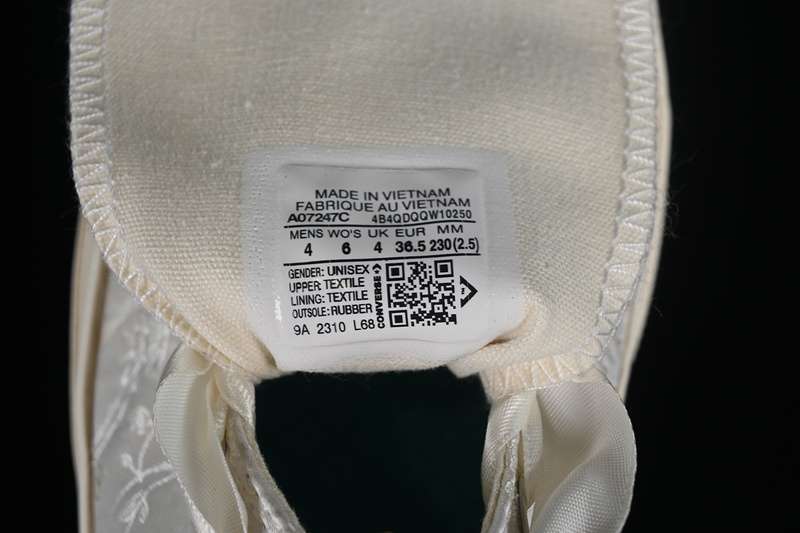 MADE IN VIETNAM
FABRIQUE AU VIETNAM
A07247C 4B4QDQQW10250
MENS WO'S UK EUR MM
4 6 4 36.5 230(2.5)
GENDER: UNISEX
UPPER: TEXTILE
LINING: TEXTILE
OUTSOLE: RUBBER
9A 2310 L68
CONVERSE